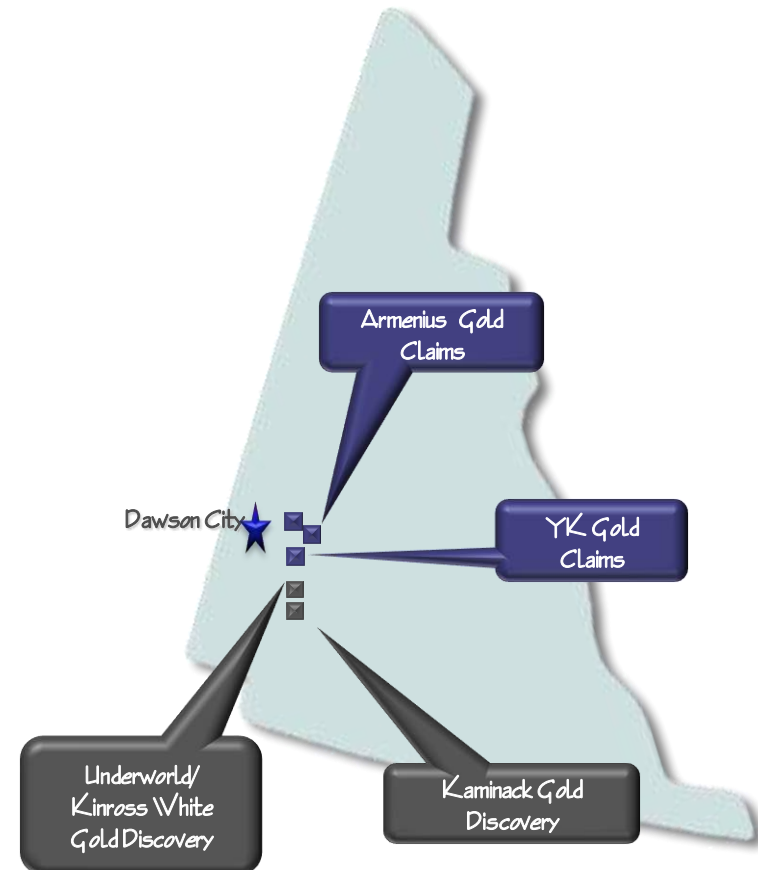 Armenius Gold
Claims
Dawson City
YK Gold
Claims
Underworld/
Kinross White
Gold Discovery
Kaminack Gold
Discovery